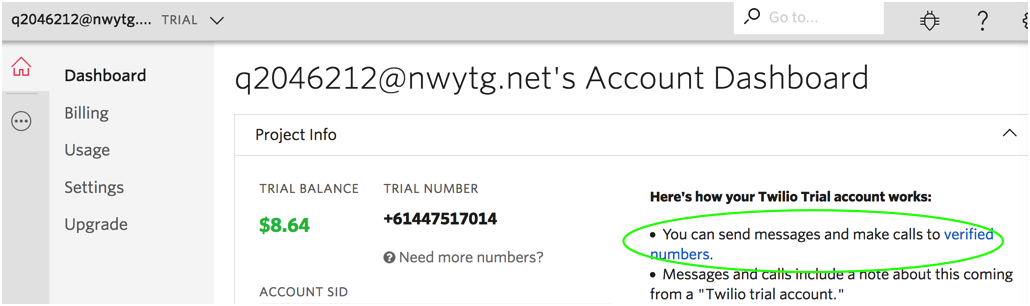 q2046212@nwytg.... TRIAL
Go to...
Dashboard
Billing
Usage
Settings
Upgrade
q2046212@nwytg.net's Account Dashboard
Project Info
TRIAL BALANCE
$8.64
TRIAL NUMBER
+61447517014
? Need more numbers?
ACCOUNT SID
Here's how your Twilio Trial account works:
• You can send messages and make calls to verified
numbers.
• Messages and calls include a note about this coming
from a "Twilio trial account."